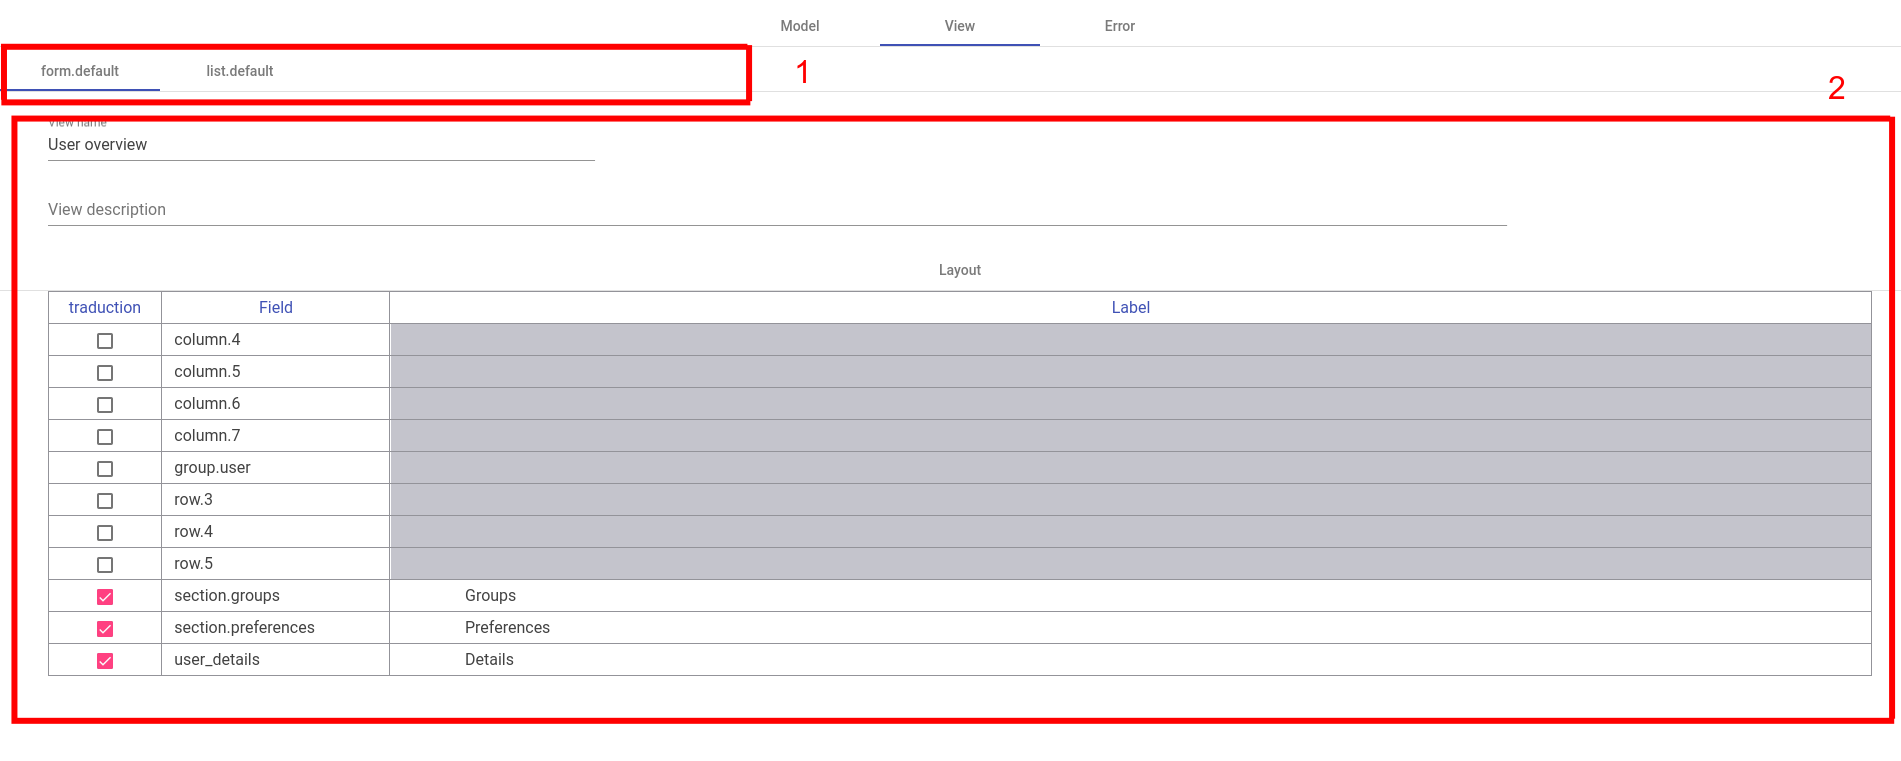 Model View Error
form.default list.default 1
2
View name
User overview
View description
Layout
traduction Field Label
column.4
column.5
column.6
column.7
group.user
row.3
row.4
row.5
section.groups Groups
section.preferences Preferences
user_details Details